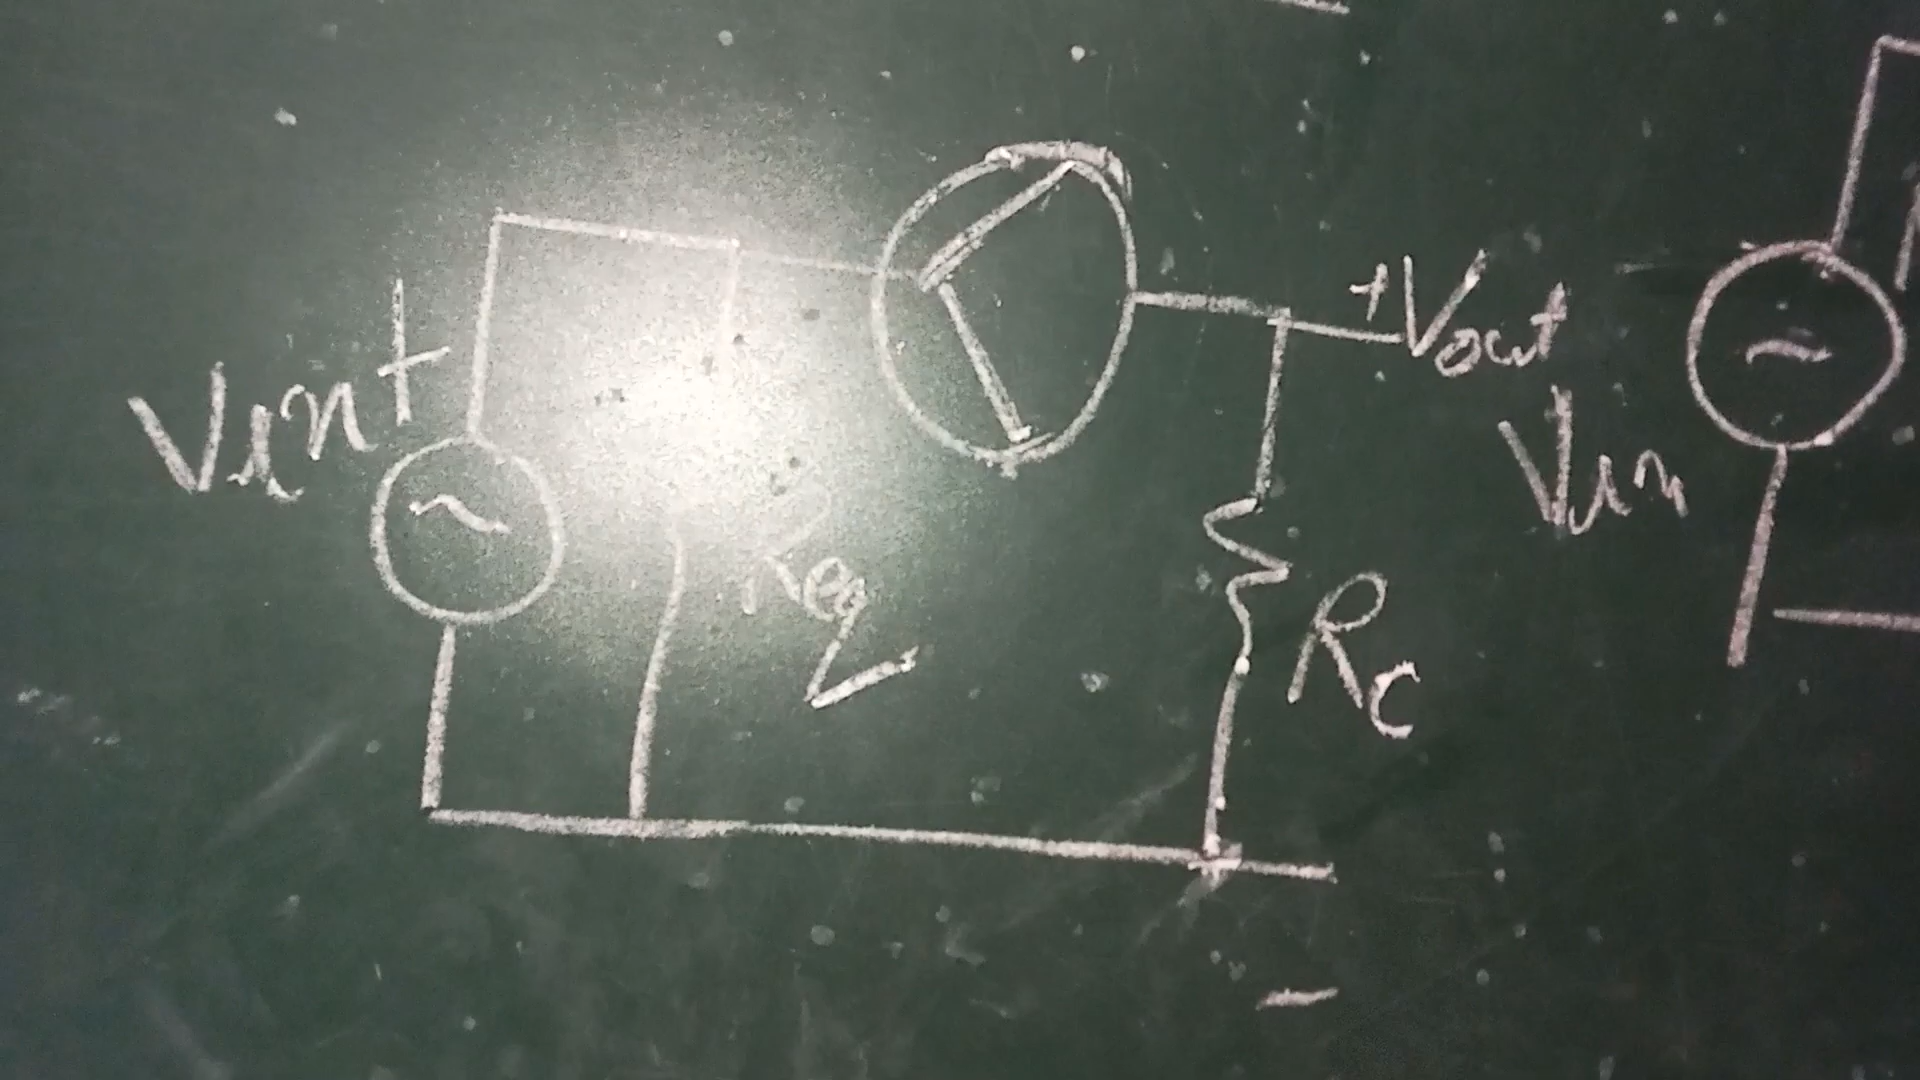 Vin +
+Vout
Req
Rc
Vin
~
~
-